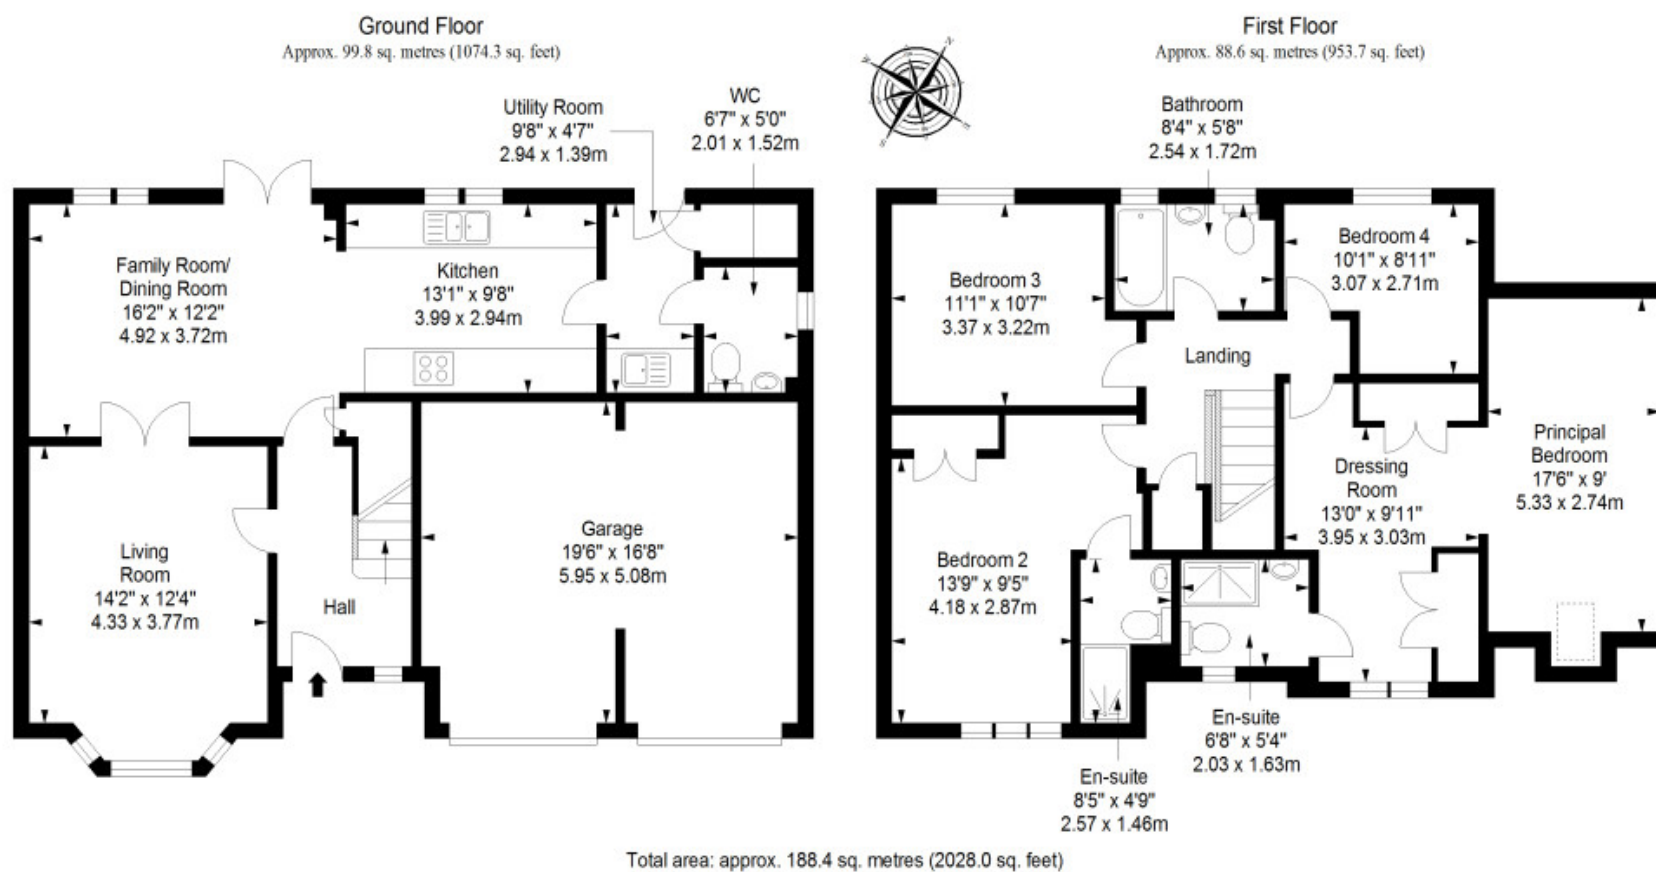 Ground Floor
Approx. 99.8 sq. metres (1074.3 sq. feet)
First Floor
Approx. 88.6 sq. metres (953.7 sq. feet)
N
Utility Room
9'8" x 4'7"
2.94 x 1.39m
WC
6'7" x 5'0"
2.01 x 1.52m
Bathroom
8'4" x 5'8"
2.54 x 1.72m
Family Room/
Dining Room
16'2" x 12'2"
4.92 x 3.72m
Kitchen
13'1" x 9'8"
3.99 x 2.94m
Living
Room
14'2" x 12'4"
4.33 x 3.77m
Hall
Garage
19'6" x 16'8"
5.95 x 5.08m
Bedroom 3
11'1" x 10'7"
3.37 x 3.22m
Bedroom 4
10'1" x 8'11"
3.07 x 2.71m
Landing
Principal
Bedroom
17'6" x 9'
5.33 x 2.74m
Dressing
Room
13'0" x 9'11"
3.95 x 3.03m
Bedroom 2
13'9" x 9'5"
4.18 x 2.87m
En-suite
6'8" x 5'4"
2.03 x 1.63m
En-suite
8'5" x 4'9"
2.57 x 1.46m
Total area: approx. 188.4 sq. metres (2028.0 sq. feet)